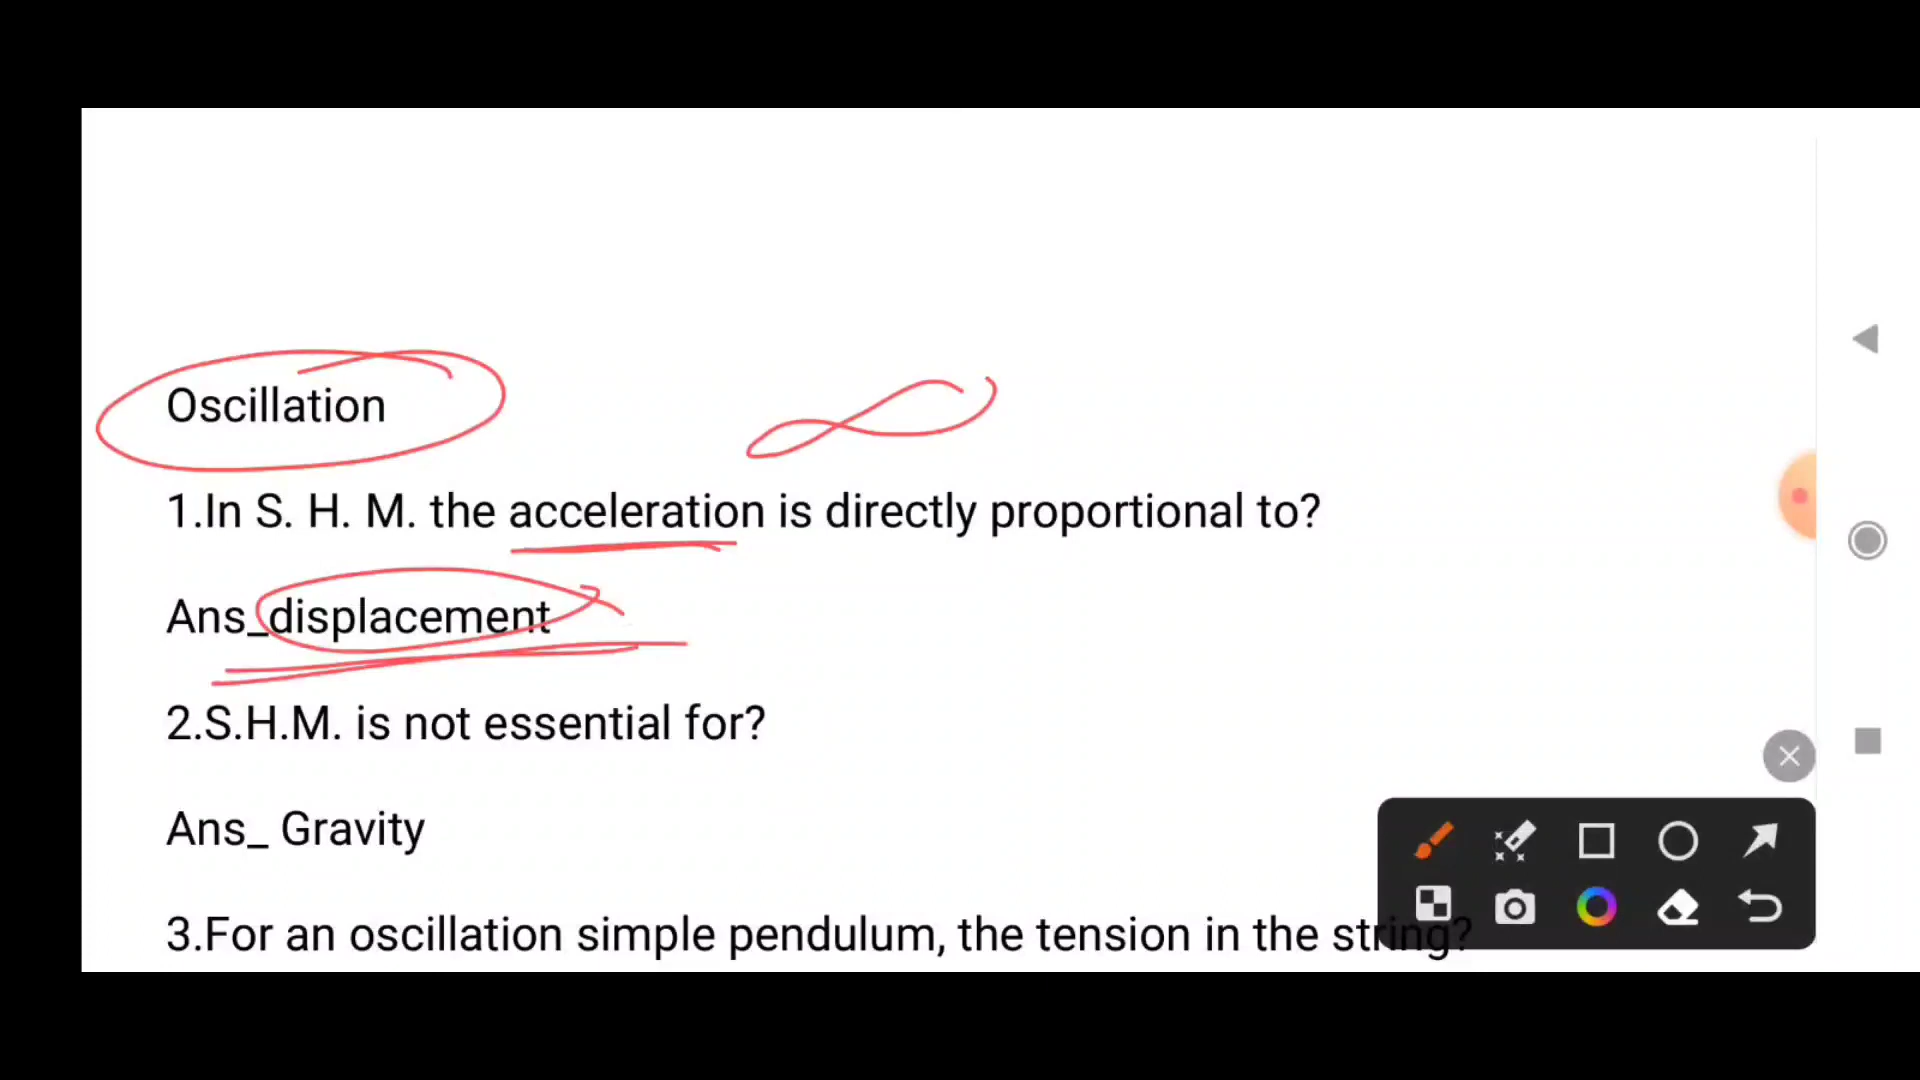 Oscillation
1.In S. H. M. the acceleration is directly proportional to?
Ans_displacement
2.S.H.M. is not essential for?
Ans_ Gravity
3.For an oscillation simple pendulum, the tension in the string?